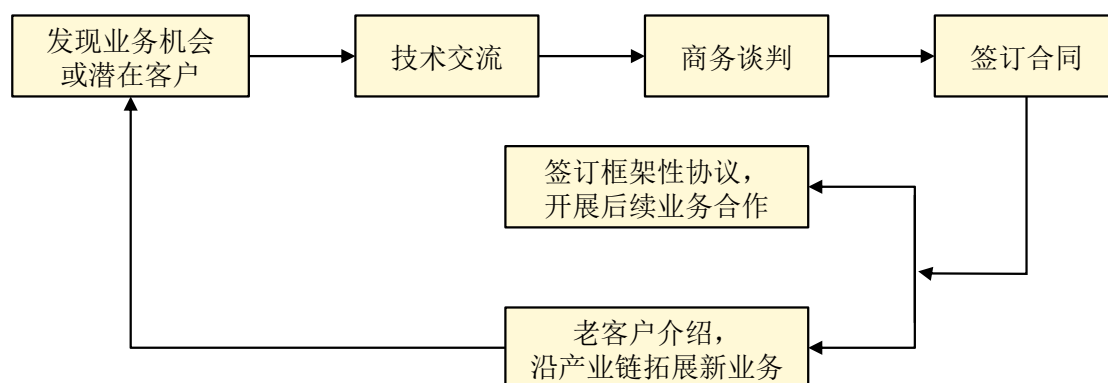 发现业务机会
或潜在客户
技术交流
商务谈判
签订合同
签订框架性协议，
开展后续业务合作
老客户介绍，
沿产业链拓展新业务